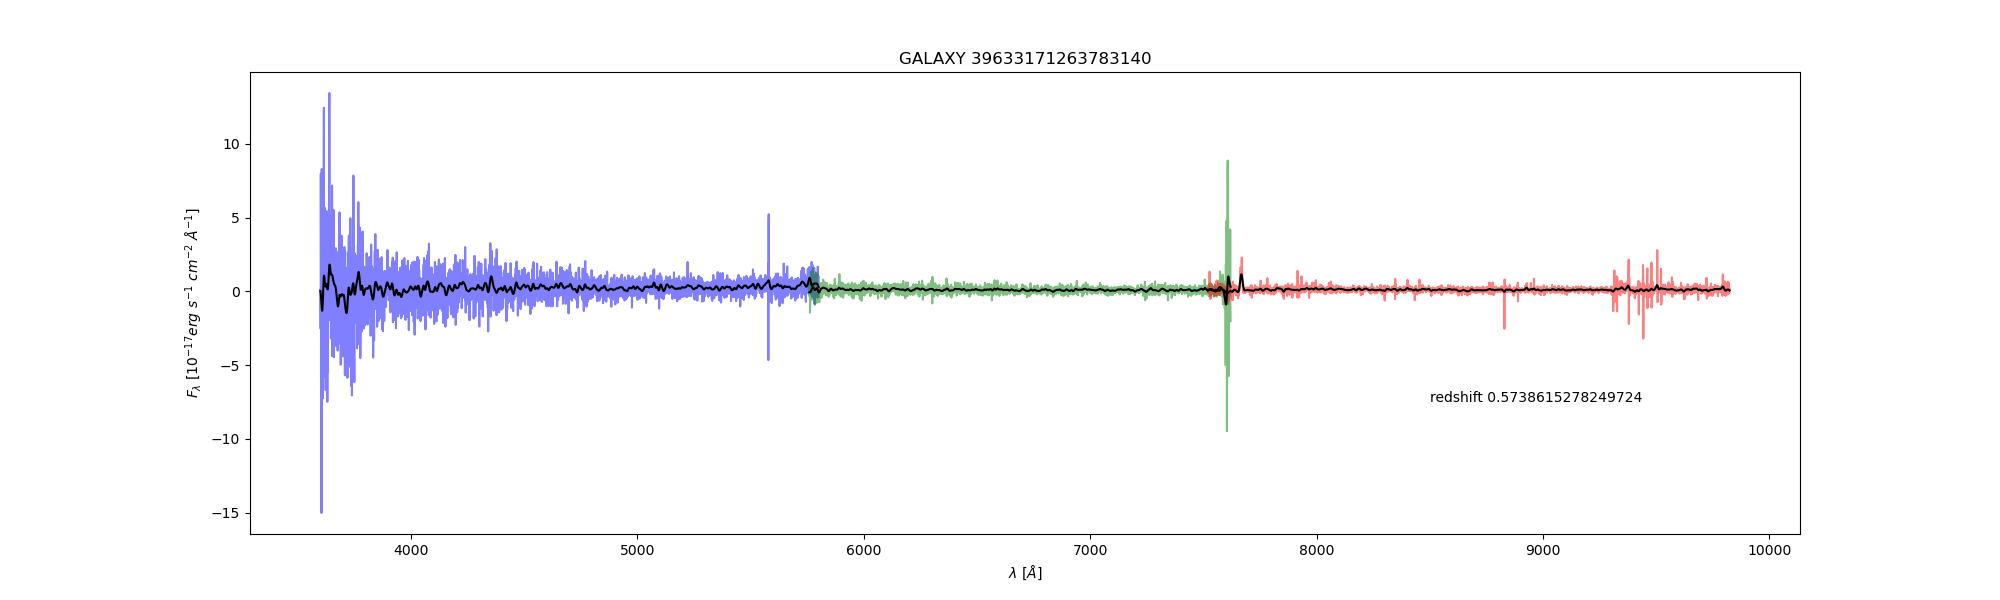 GALAXY 39633171263783140
10
5
0
−5
−10
−15
F_λ [10^−17 erg s^−1 cm^−2 Å^−1]
redshift 0.5738615278249724
4000 5000 6000 7000 8000 9000 10000
λ [Å]